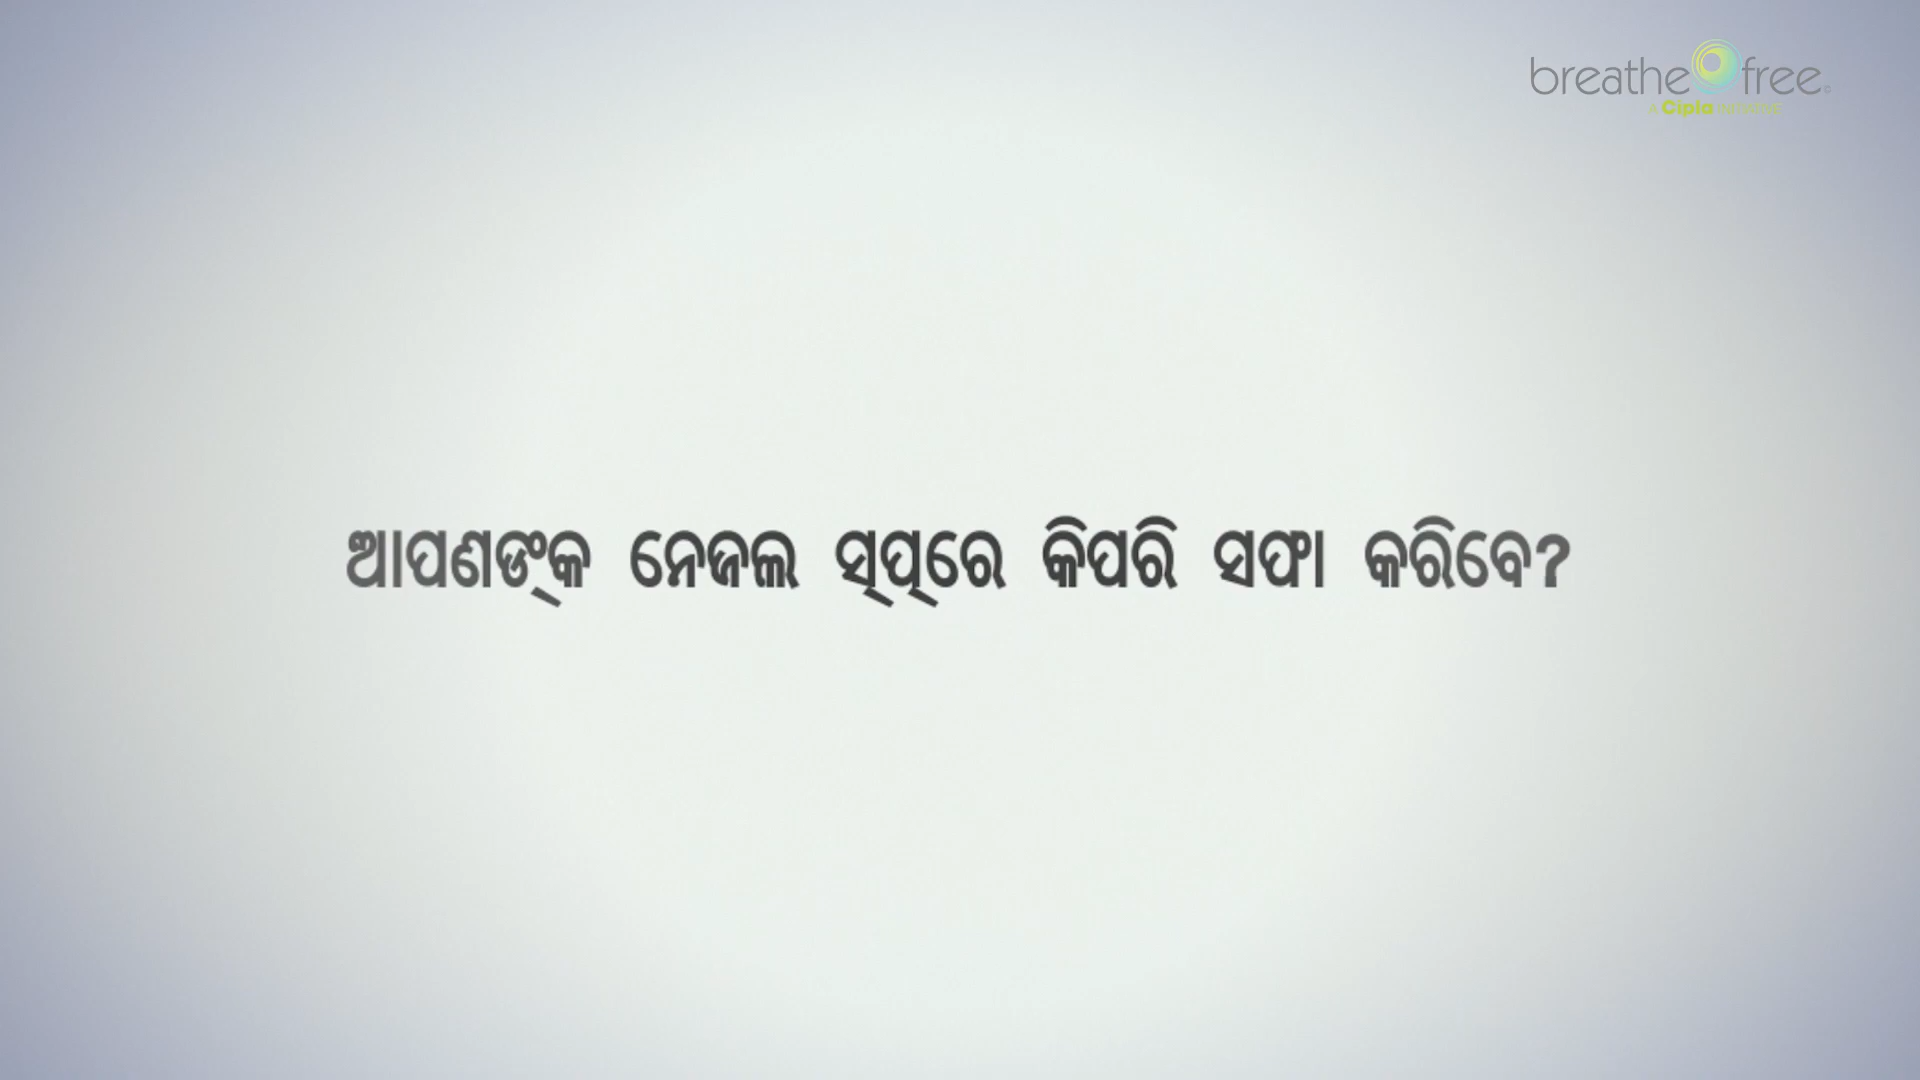 breathe free
A Cipla INITIATIVE
ଆପଣଙ୍‌କ ନେଜଲ ସ୍‌ପ୍‌ରେ କିପରି ସଫା କରିବେ?